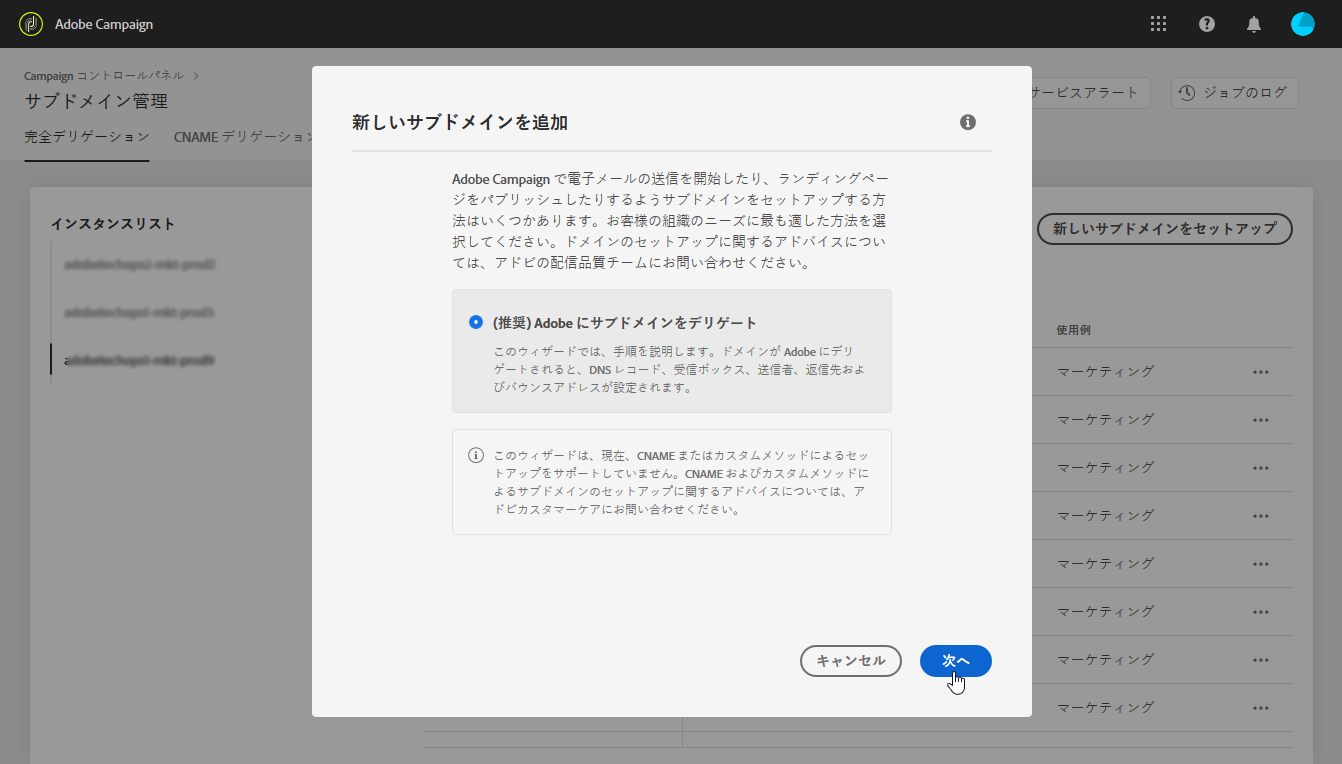 Adobe Campaign
Campaign コントロールパネル
サブドメイン管理
サービスアラート
ジョブのログ
完全デリゲーション
CNAME デリゲーション
インスタンスリスト
新しいサブドメインをセットアップ
使用例
マーケティング
マーケティング
マーケティング
マーケティング
マーケティング
マーケティング
マーケティング
マーケティング
新しいサブドメインを追加
Adobe Campaign で電子メールの送信を開始したり、ランディングペー
ジをパブリッシュしたりするようサブドメインをセットアップする方
法はいくつかあります。お客様の組織のニーズに最も適した方法を選
択してください。ドメインのセットアップに関するアドバイスについ
ては、アドビの配信品質チームにお問い合わせください。
(推奨) Adobe にサブドメインをデリゲート
このウィザードでは、手順を説明します。ドメインが Adobe にデリ
ゲートされると、DNS レコード、受信ボックス、送信者、返信先およ
びバウンスアドレスが設定されます。
このウィザードは、現在、CNAME またはカスタムメソッドによるセッ
トアップをサポートしていません。CNAME およびカスタムメソッドに
よるサブドメインのセットアップに関するアドバイスについては、ア
ドビカスタマーケアにお問い合わせください。
キャンセル
次へ